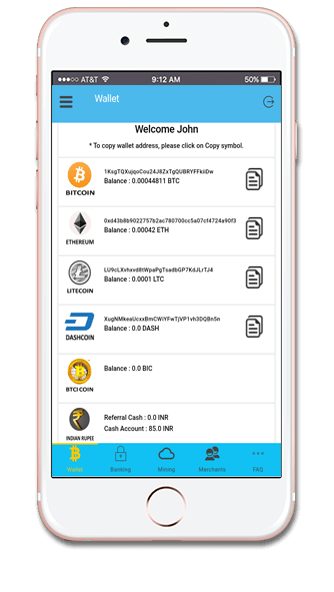 AT&T 9:12 AM 50%
Wallet
Welcome John
* To copy wallet address, please click on Copy symbol.
1KsgTQXujqoCou24J8ZxTgQUBRYFFkiiDw
Balance : 0.00044811 BTC
BITCOIN
0xd43b8b9022757b2ac780700cc5a07cf4724a90f3
Balance : 0.00042 ETH
ETHEREUM
LU9cLXvhxvd8tWpaPgTsadbGP7KdJLrTJ4
Balance : 0.0001 LTC
LITECOIN
XugNMkeaUcxxBmCWiYFwTjVP1vh3DQBn5n
Balance : 0.0 DASH
DASHCOIN
Balance : 0.0 BIC
BTCI COIN
Referral Cash : 0.0 INR
Cash Account : 85.0 INR
INDIAN RUPEE
Wallet Banking Mining Merchants FAQ